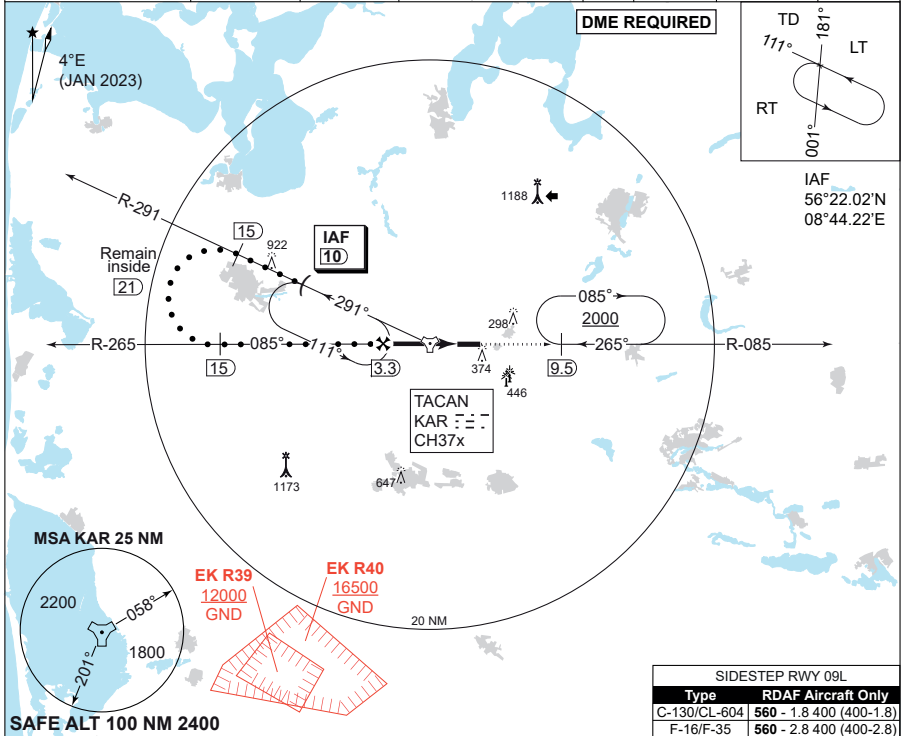 DME REQUIRED
4°E
(JAN 2023)
TD
181°
111°
LT
RT
001°
IAF
56°22.02'N
08°44.22'E
1188
R-291
15
922
IAF
10
Remain
inside
21
291°
085°
2000
298
R-265
085°
111°
265°
R-085
15
3.3
374
9.5
446
TACAN
KAR
CH37x
1173
647
MSA KAR 25 NM
2200
058°
1800
201°
SAFE ALT 100 NM 2400
EK R39
12000
GND
EK R40
16500
GND
20 NM
SIDESTEP RWY 09L
Type RDAF Aircraft Only
C-130/CL-604 560 - 1.8 400 (400-1.8)
F-16/F-35 560 - 2.8 400 (400-2.8)